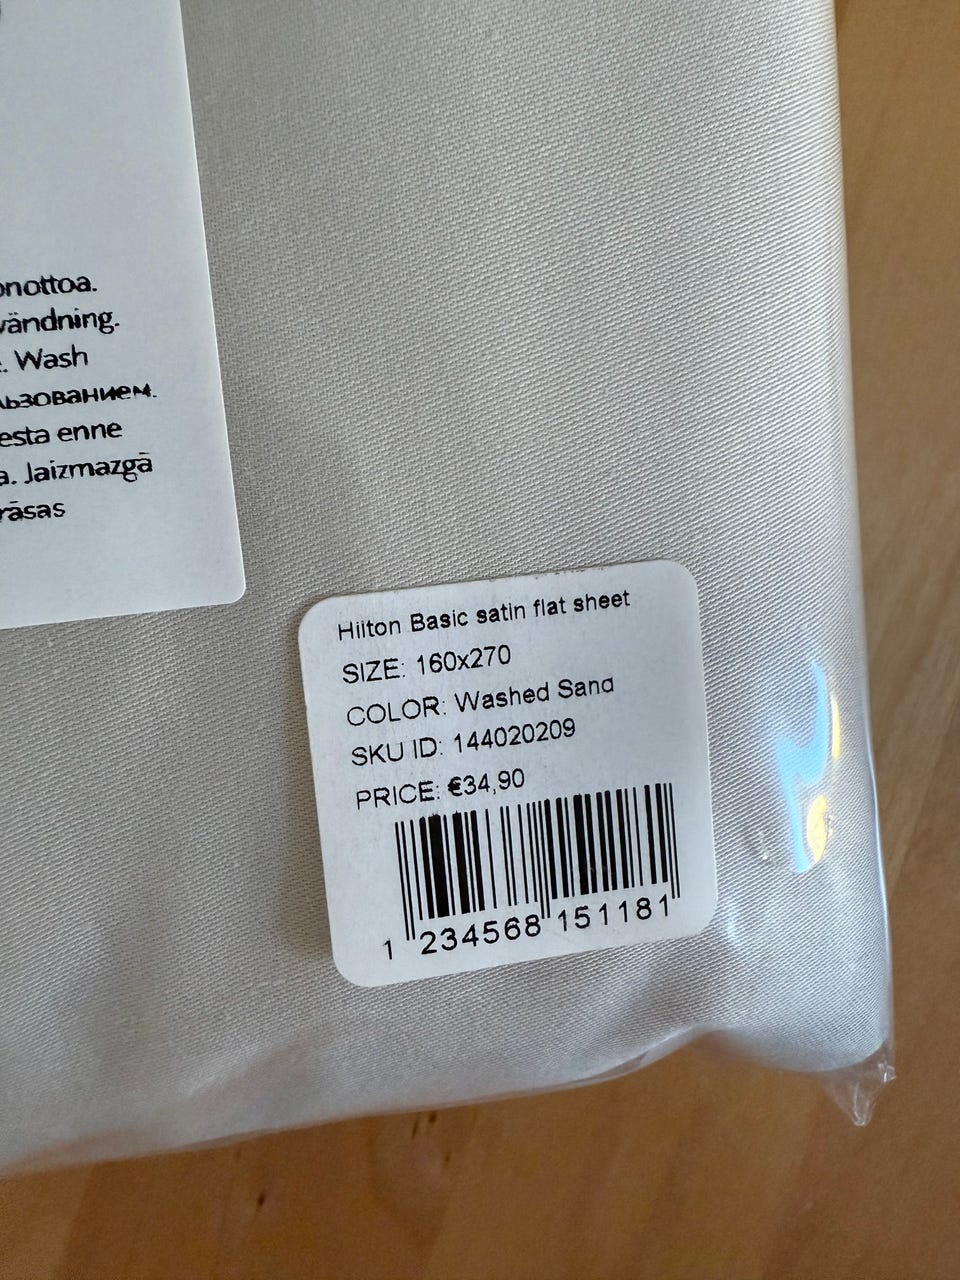 onottoa.
vändning.
. Wash
льзованием.
esta enne
a. Jaizmazgā
rāsas
Hilton Basic satin flat sheet
SIZE: 160x270
COLOR: Washed Sand
SKU ID: 144020209
PRICE: €34,90
1 234568 151181